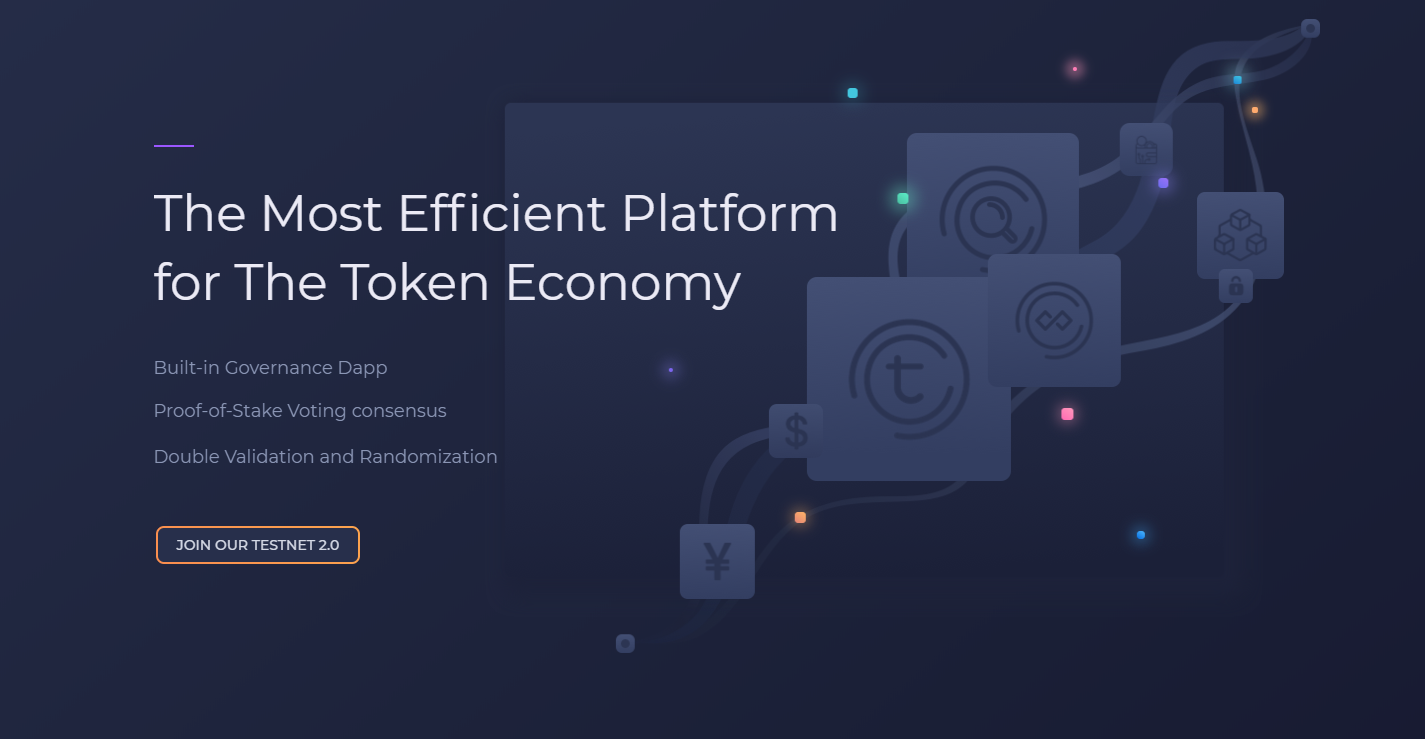 The Most Efficient Platform
for The Token Economy
Built-in Governance Dapp
Proof-of-Stake Voting consensus
Double Validation and Randomization
JOIN OUR TESTNET 2.0
t
$
¥